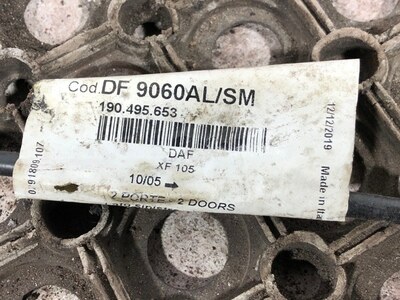 Cod. DF 9060AL/SM
190.495.653
DAF
XF 105
10/05
2 PORTE - 2 DOORS
12/12/2019
Made in